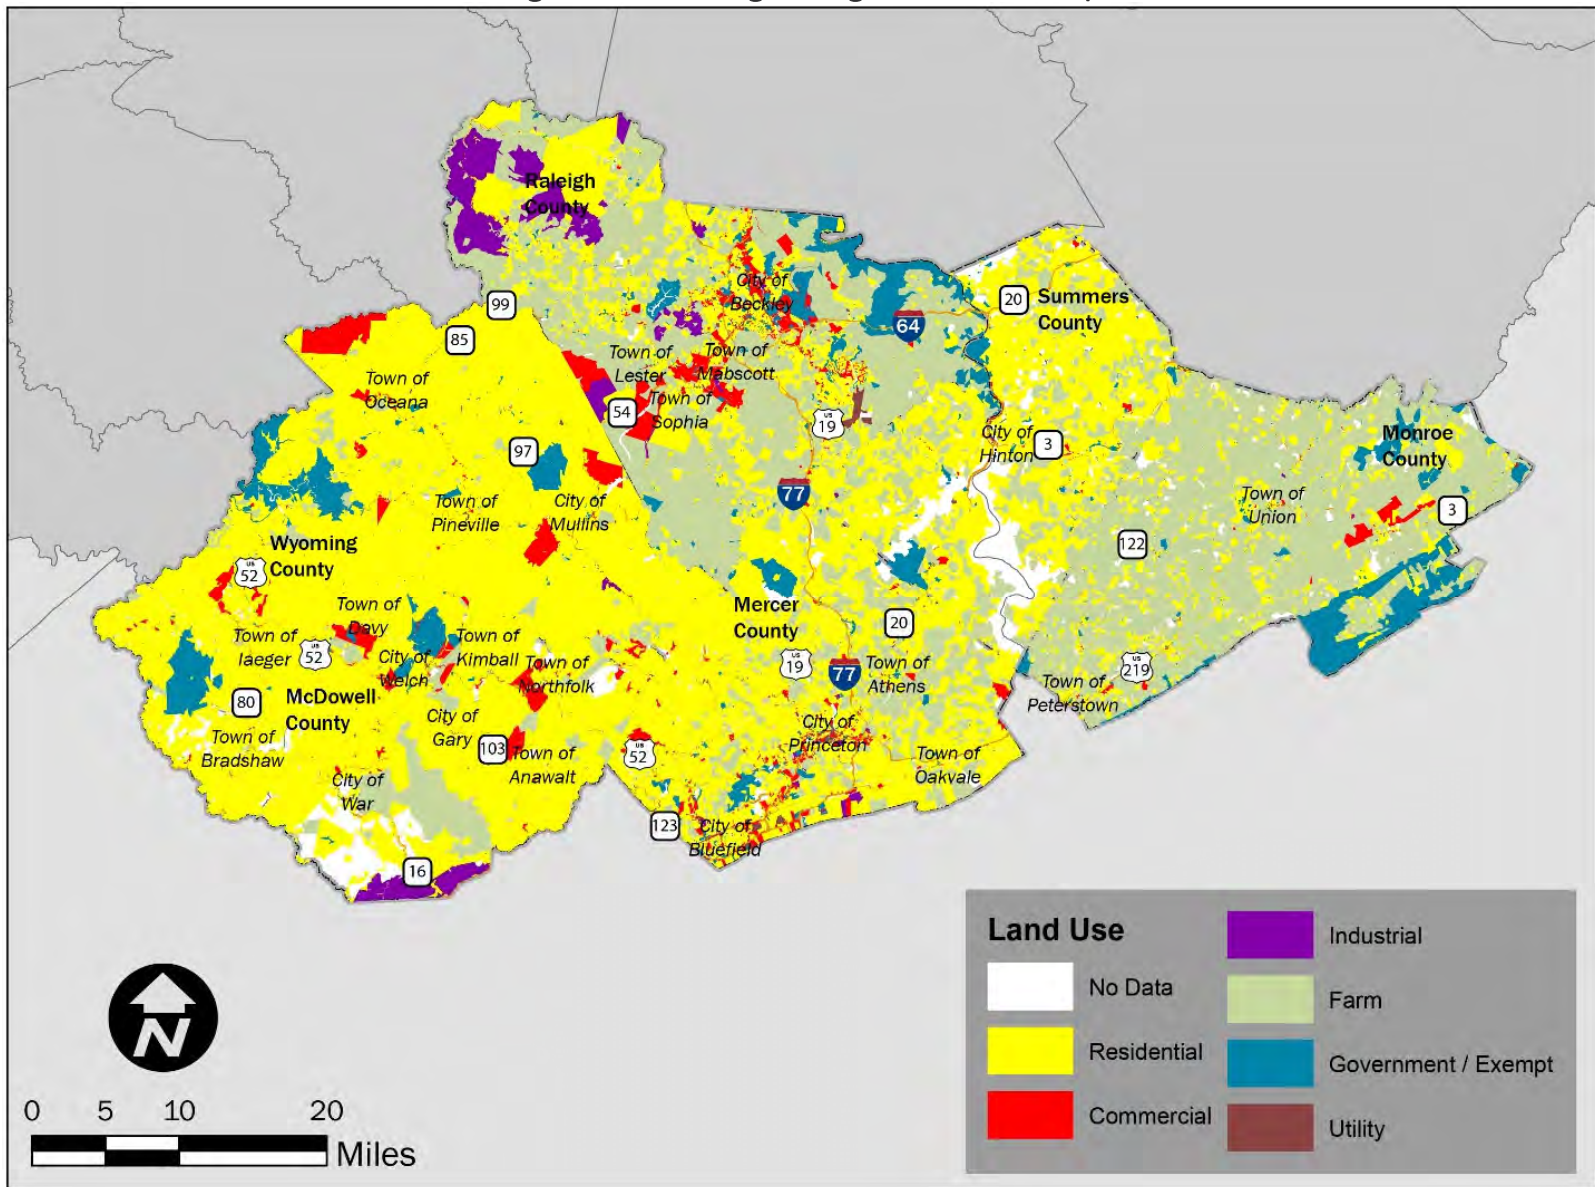 Raleigh
County
99
85
20
Summers
County
City of
Beckley
64
Town of
Lester
Town of
Mabscott
Town of
Oceana
54
Town of
Sophia
US
19
City of
Hinton
3
Monroe
County
97
77
Town of
Pineville
City of
Mullins
Town of
Union
3
Wyoming
County
122
US
52
Mercer
County
20
Town of
Davy
Town of
Iaeger
US
52
City of
Welch
Town of
Kimball
Town of
Northfolk
US
19
77
Town of
Athens
US
219
Town of
Peterstown
80
McDowell
County
City of
Gary
City of
Princeton
Town of
Bradshaw
103
Town of
Anawalt
US
52
Town of
Oakvale
City of
War
123
City of
Bluefield
16
Land Use
No Data
Residential
Commercial
Industrial
Farm
Government / Exempt
Utility
N
0 5 10 20
Miles